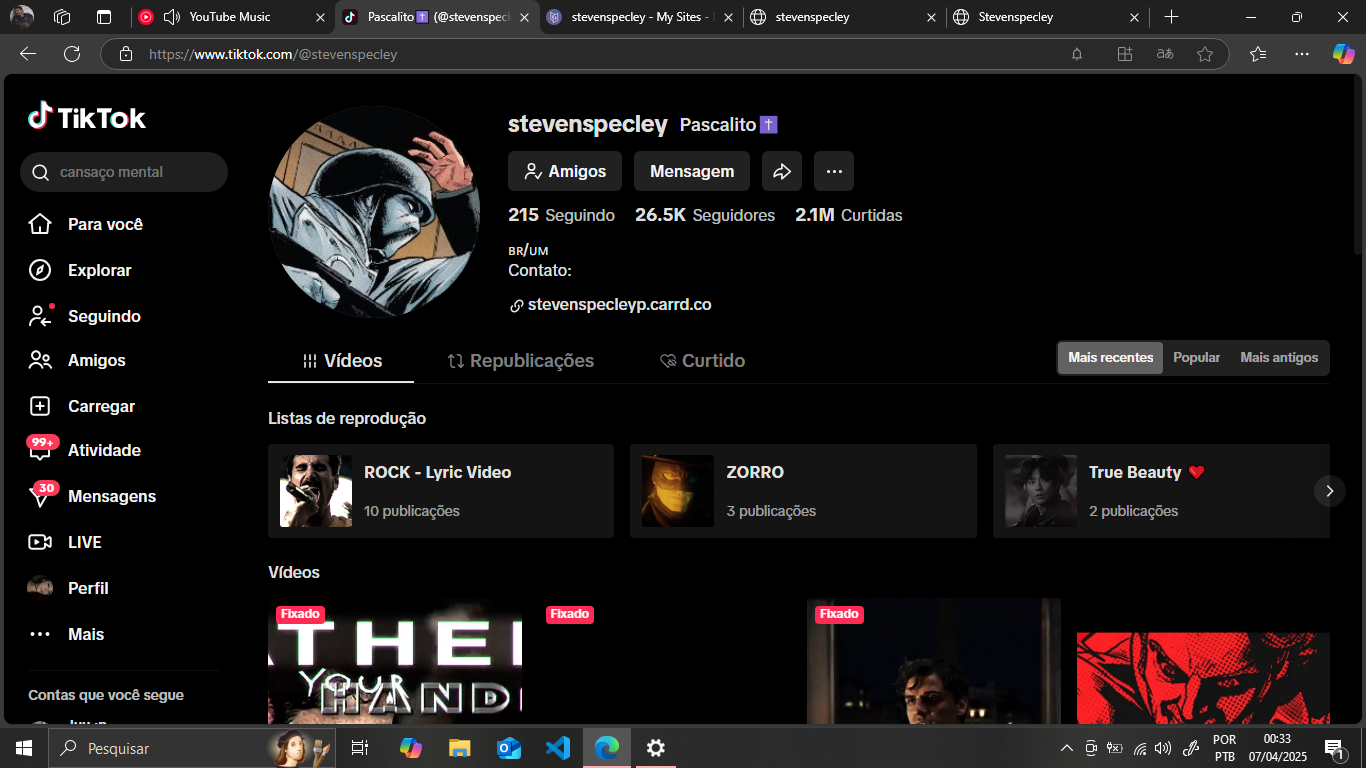 YouTube Music
Pascalito✝️ (@stevenspecl
stevenspecley - My Sites -
stevenspecley
Stevenspecley
https://www.tiktok.com/@stevenspecley
TikTok
cansaço mental
Para você
Explorar
Seguindo
Amigos
Carregar
99+
Atividade
30
Mensagens
LIVE
Perfil
Mais
Contas que você segue
stevenspecley Pascalito✝️
Amigos
Mensagem
215 Seguindo 26.5K Seguidores 2.1M Curtidas
ʙʀ/ᴜᴍ
Contato:
stevenspecleyp.carrd.co
Vídeos
Republicações
Curtido
Mais recentes
Popular
Mais antigos
Listas de reprodução
ROCK - Lyric Video
10 publicações
ZORRO
3 publicações
True Beauty ❤️
2 publicações
Vídeos
Fixado
Fixado
Fixado
YOUR
HAND
Pesquisar
POR
PTB
00:33
07/04/2025
1